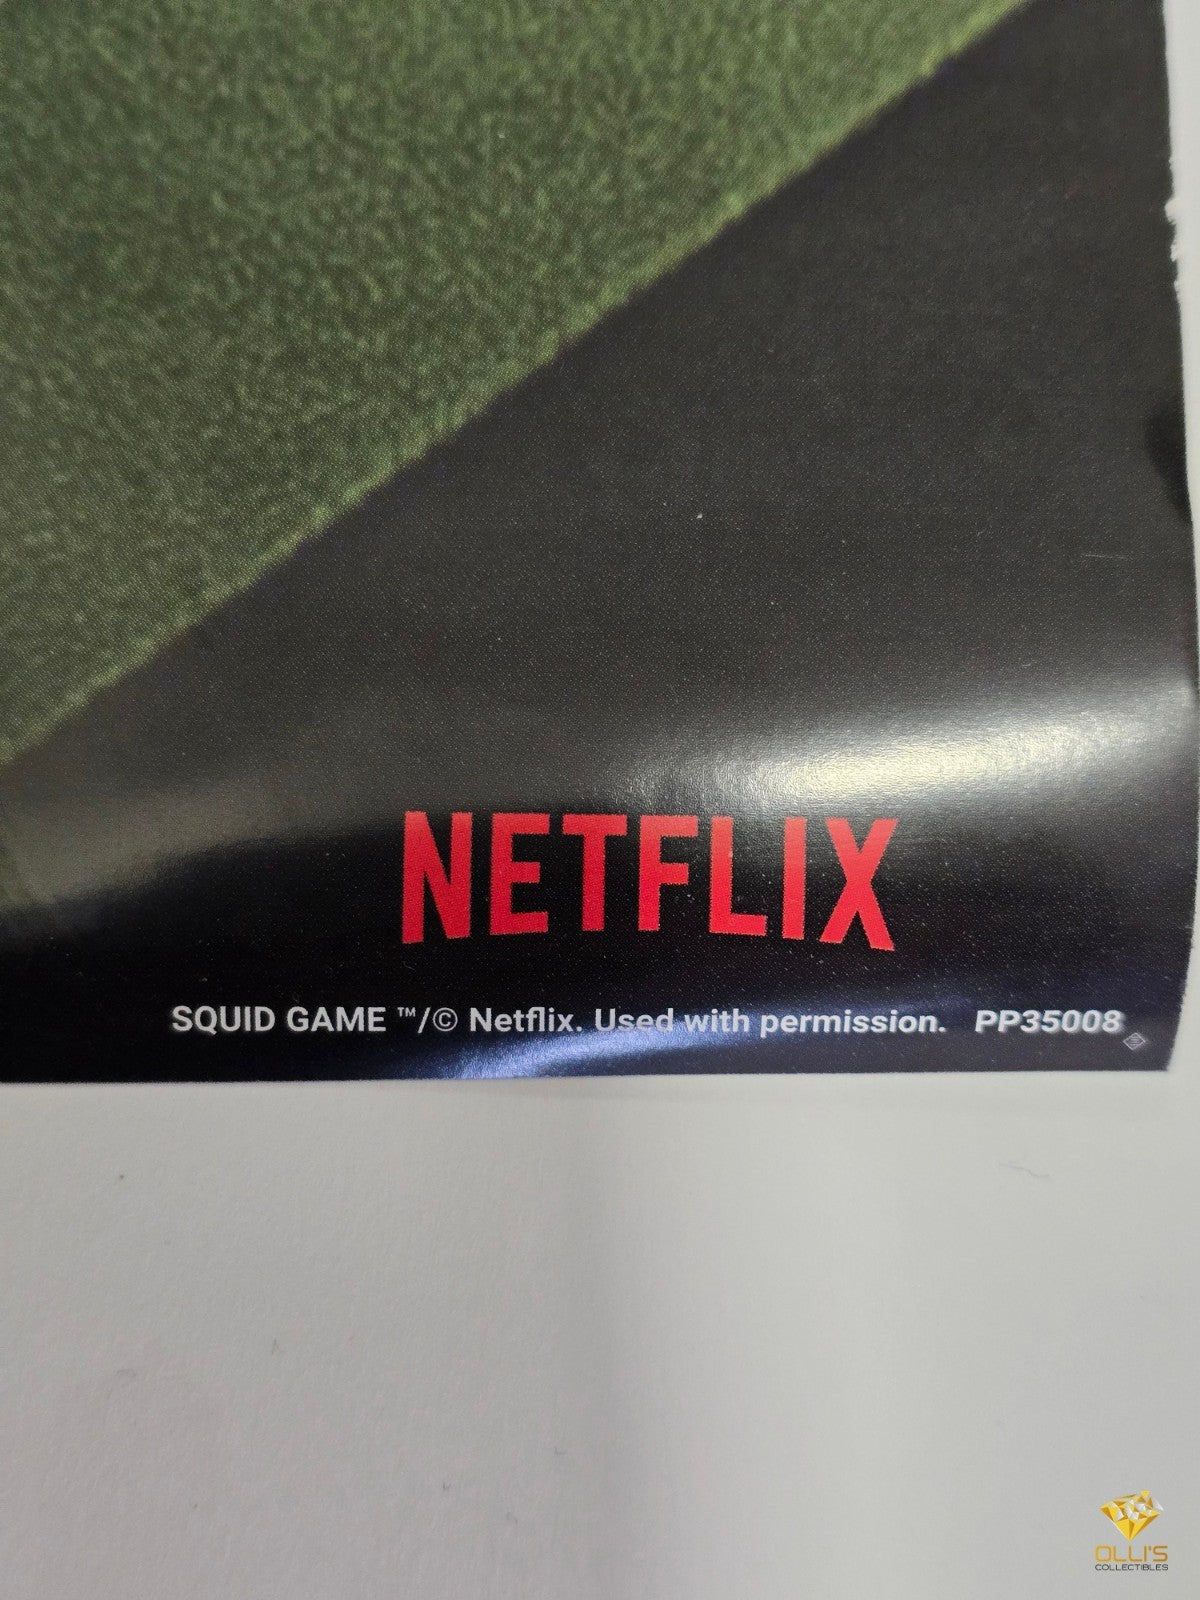 NETFLIX
SQUID GAME ™/© Netflix. Used with permission. PP35008
OLLI'S
COLLECTIBLES